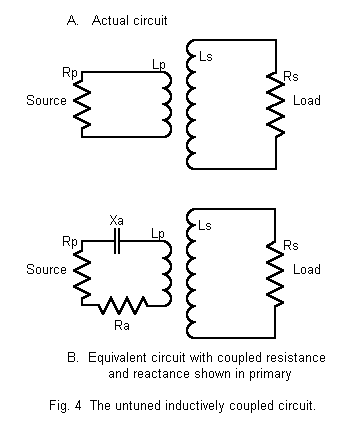 A. Actual circuit
Rp
Lp
Ls
Rs
Source
Load
Xa
Rp
Lp
Ls
Rs
Source
Load
Ra
B. Equivalent circuit with coupled resistance
and reactance shown in primary
Fig. 4 The untuned inductively coupled circuit.